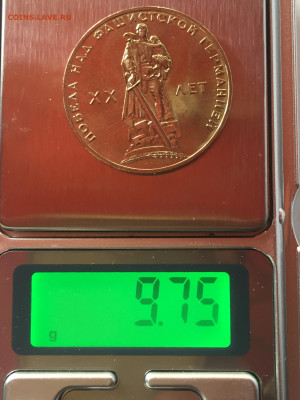 COINS.LAVE.RU
ПОБЕДА НАД ФАШИСТСКОЙ ГЕРМАНИЕЙ
XX ЛЕТ
9.75
g